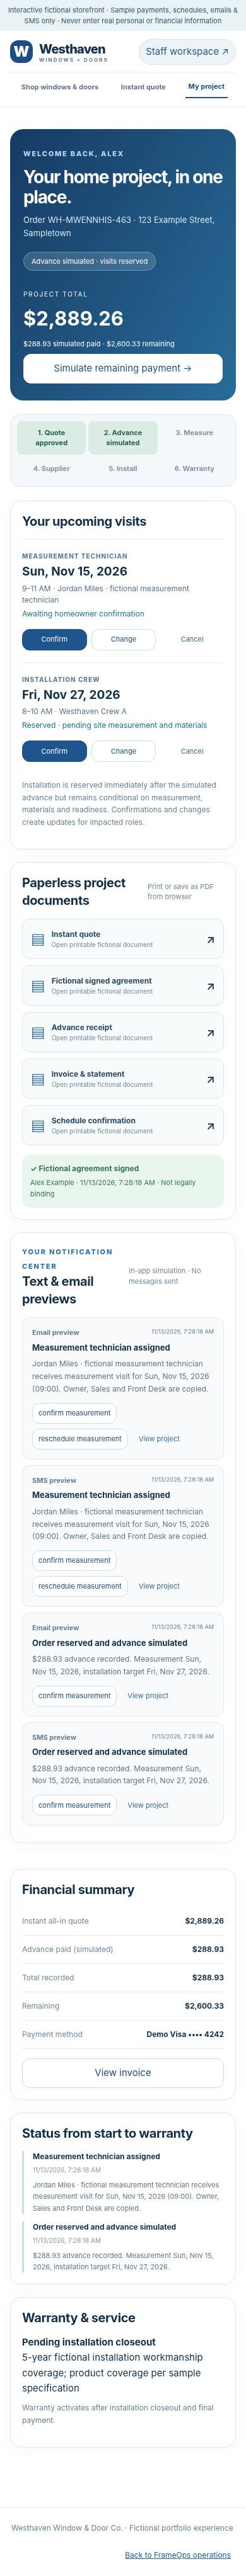 Interactive fictional storefront · Sample payments, schedules, emails &
SMS only · Never enter real personal or financial information
W
Westhaven
WINDOWS + DOORS
Staff workspace ↗
Shop windows & doors
Instant quote
My project
WELCOME BACK, ALEX
Your home project, in one
place.
Order WH-MWENNHIS-463 · 123 Example Street,
Sampletown
Advance simulated · visits reserved
PROJECT TOTAL
$2,889.26
$288.93 simulated paid · $2,600.33 remaining
Simulate remaining payment →
1. Quote
approved
2. Advance
simulated
3. Measure
4. Supplier
5. Install
6. Warranty
Your upcoming visits
MEASUREMENT TECHNICIAN
Sun, Nov 15, 2026
9–11 AM · Jordan Miles · fictional measurement
technician
Awaiting homeowner confirmation
Confirm
Change
Cancel
INSTALLATION CREW
Fri, Nov 27, 2026
8–10 AM · Westhaven Crew A
Reserved · pending site measurement and materials
Confirm
Change
Cancel
Installation is reserved immediately after the simulated
advance but remains conditional on measurement,
materials and readiness. Confirmations and changes
create updates for impacted roles.
Paperless project
documents
Print or save as PDF
from browser
Instant quote
Open printable fictional document
↗
Fictional signed agreement
Open printable fictional document
↗
Advance receipt
Open printable fictional document
↗
Invoice & statement
Open printable fictional document
↗
Schedule confirmation
Open printable fictional document
↗
✓ Fictional agreement signed
Alex Example · 11/13/2026, 7:28:18 AM · Not legally
binding
YOUR NOTIFICATION
CENTER
Text & email
previews
In-app simulation · No
messages sent
Email preview
11/13/2026, 7:28:18 AM
Measurement technician assigned
Jordan Miles · fictional measurement technician
receives measurement visit for Sun, Nov 15, 2026
(09:00). Owner, Sales and Front Desk are copied.
confirm measurement
reschedule measurement
View project
SMS preview
11/13/2026, 7:28:18 AM
Measurement technician assigned
Jordan Miles · fictional measurement technician
receives measurement visit for Sun, Nov 15, 2026
(09:00). Owner, Sales and Front Desk are copied.
confirm measurement
reschedule measurement
View project
Email preview
11/13/2026, 7:28:18 AM
Order reserved and advance simulated
$288.93 advance recorded. Measurement Sun,
Nov 15, 2026, installation target Fri, Nov 27, 2026.
confirm measurement
View project
SMS preview
11/13/2026, 7:28:18 AM
Order reserved and advance simulated
$288.93 advance recorded. Measurement Sun,
Nov 15, 2026, installation target Fri, Nov 27, 2026.
confirm measurement
View project
Financial summary
Instant all-in quote
$2,889.26
Advance paid (simulated)
$288.93
Total recorded
$288.93
Remaining
$2,600.33
Payment method
Demo Visa •••• 4242
View invoice
Status from start to warranty
Measurement technician assigned
11/13/2026, 7:28:18 AM
Jordan Miles · fictional measurement technician receives
measurement visit for Sun, Nov 15, 2026 (09:00). Owner,
Sales and Front Desk are copied.
Order reserved and advance simulated
11/13/2026, 7:28:18 AM
$288.93 advance recorded. Measurement Sun, Nov 15,
2026, installation target Fri, Nov 27, 2026.
Warranty & service
Pending installation closeout
5-year fictional installation workmanship
coverage; product coverage per sample
specification
Warranty activates after installation closeout and final
payment.
Westhaven Window & Door Co. · Fictional portfolio experience
Back to FrameOps operations